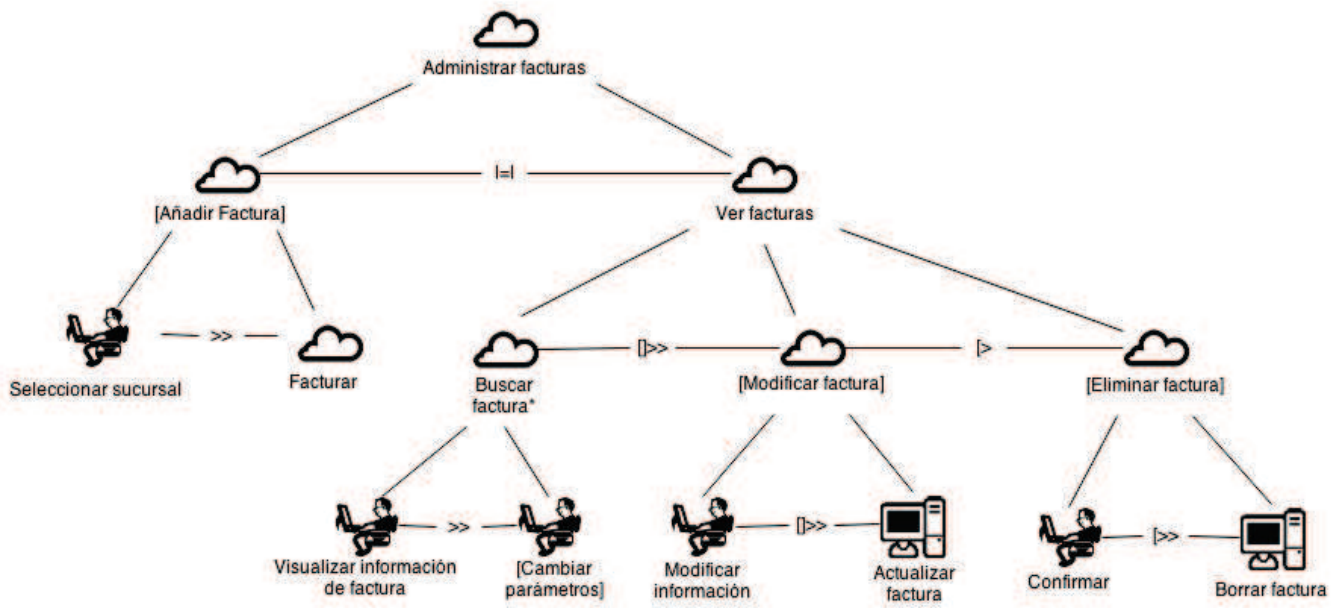 Administrar facturas
|=|
[Añadir Factura]
Ver facturas
>>
[]>>
[>
Seleccionar sucursal
Facturar
Buscar
factura*
[Modificar factura]
[Eliminar factura]
>>
[]>>
[>>
Visualizar información
de factura
[Cambiar
parámetros]
Modificar
información
Actualizar
factura
Confirmar
Borrar factura